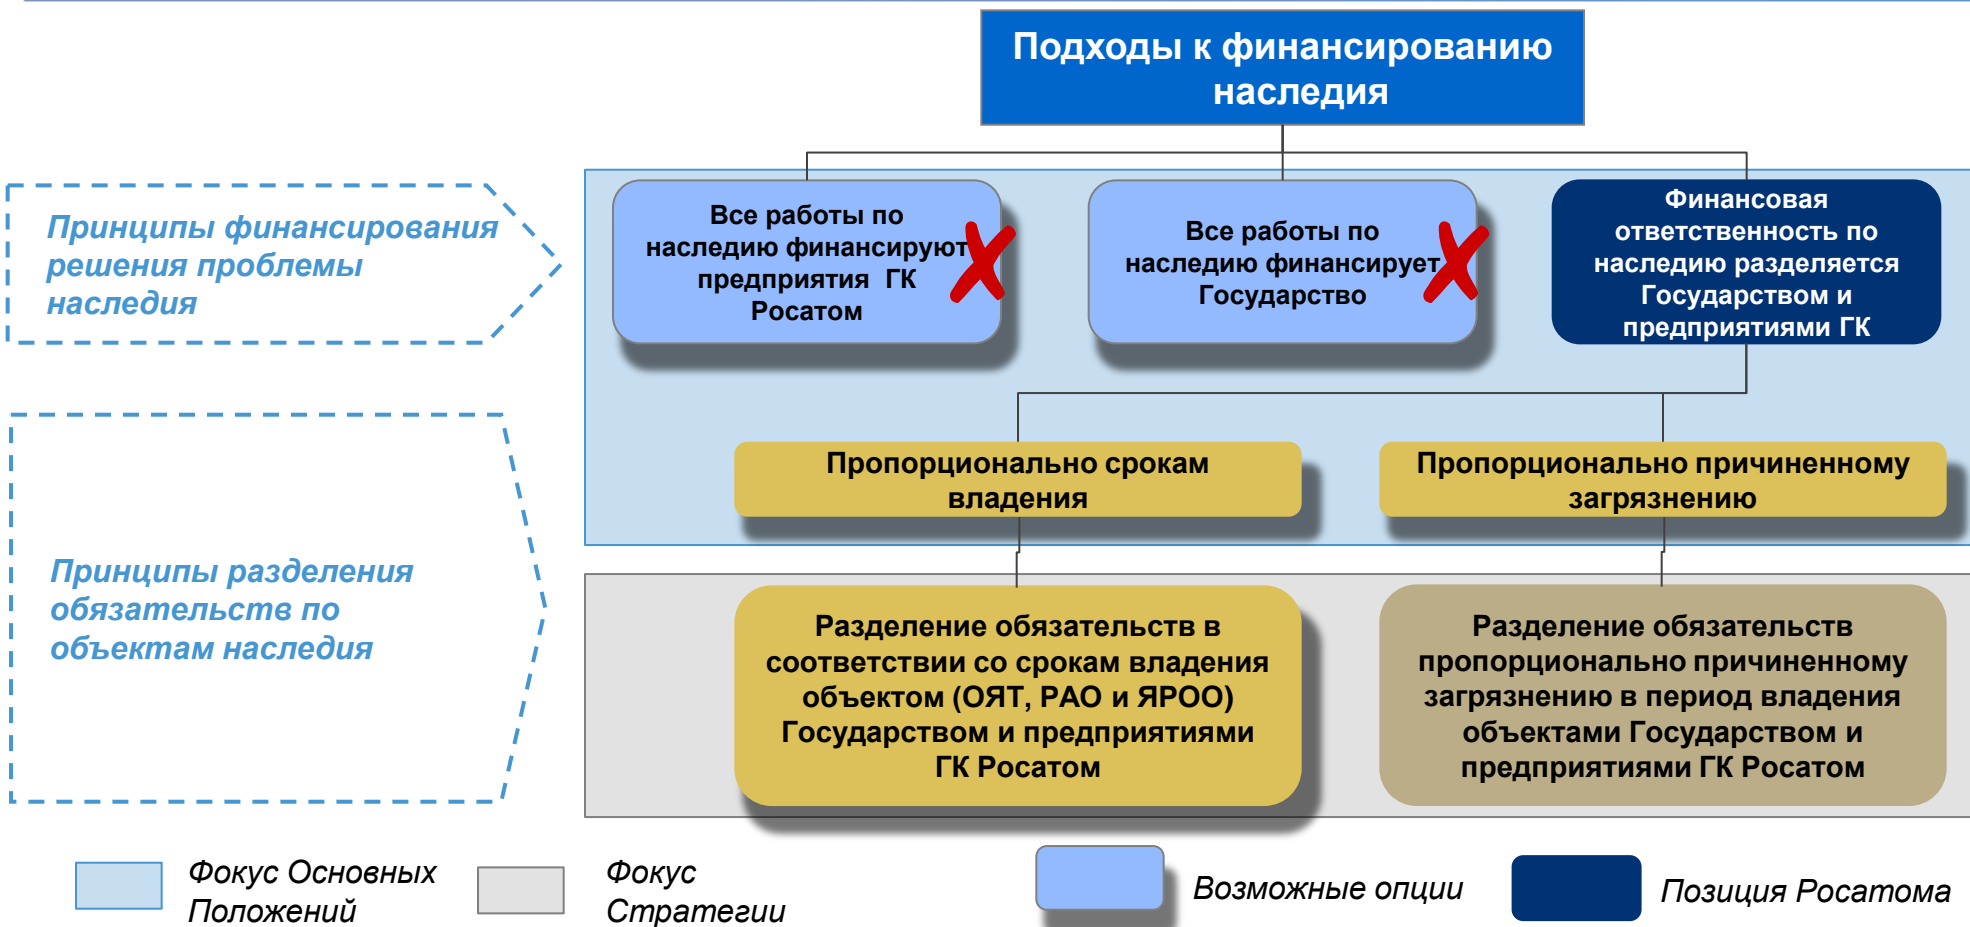 Подходы к финансированию
наследия
Принципы финансирования
решения проблемы
наследия
Все работы по
наследию финансируют
предприятия ГК
Росатом
Все работы по
наследию финансирует
Государство
Финансовая
ответственность по
наследию разделяется
Государством и
предприятиями ГК
Пропорционально срокам
владения
Пропорционально причиненному
загрязнению
Принципы разделения
обязательств по
объектам наследия
Разделение обязательств в
соответствии со срокам владения
объектом (ОЯТ, РАО и ЯРОО)
Государством и предприятиями
ГК Росатом
Разделение обязательств
пропорционально причиненному
загрязнению в период владения
объектами Государством и
предприятиями ГК Росатом
Фокус Основных
Положений
Фокус
Стратегии
Возможные опции
Позиция Росатома